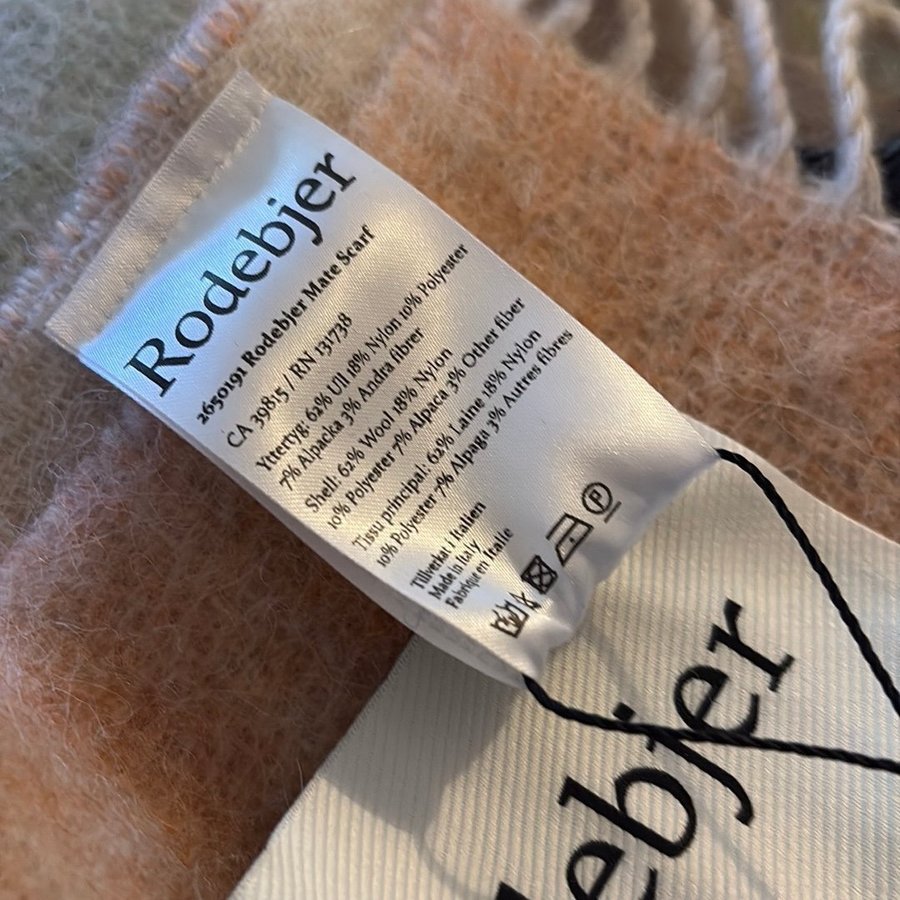 Rodebjer
2650191 Rodebjer Mate Scarf
CA 39815 / RN 131738
Yttertyg: 62% Ull 18% Nylon 10% Polyester
7% Alpacka 3% Andra fibrer
Shell: 62% Wool 18% Nylon
10% Polyester 7% Alpaca 3% Other fiber
Tissu principal: 62% Laine 18% Nylon
10% Polyester 7% Alpaga 3% Autres fibres
Tillverkat i Italien
Made in Italy
Fabriqué en Italie
P
debjer